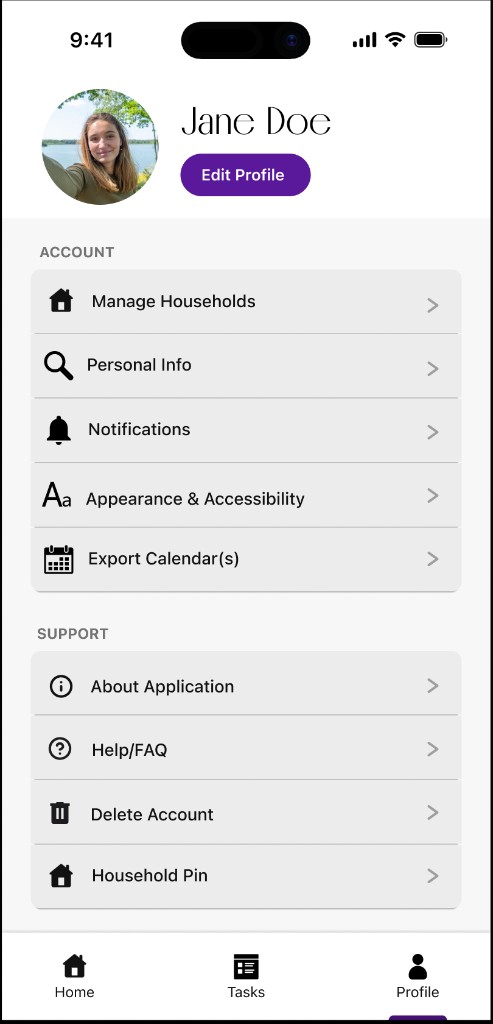 9:41
Jane Doe
Edit Profile
ACCOUNT
Manage Households
Personal Info
Notifications
Aa
Appearance & Accessibility
Export Calendar(s)
SUPPORT
About Application
Help/FAQ
Delete Account
Household Pin
Home
Tasks
Profile